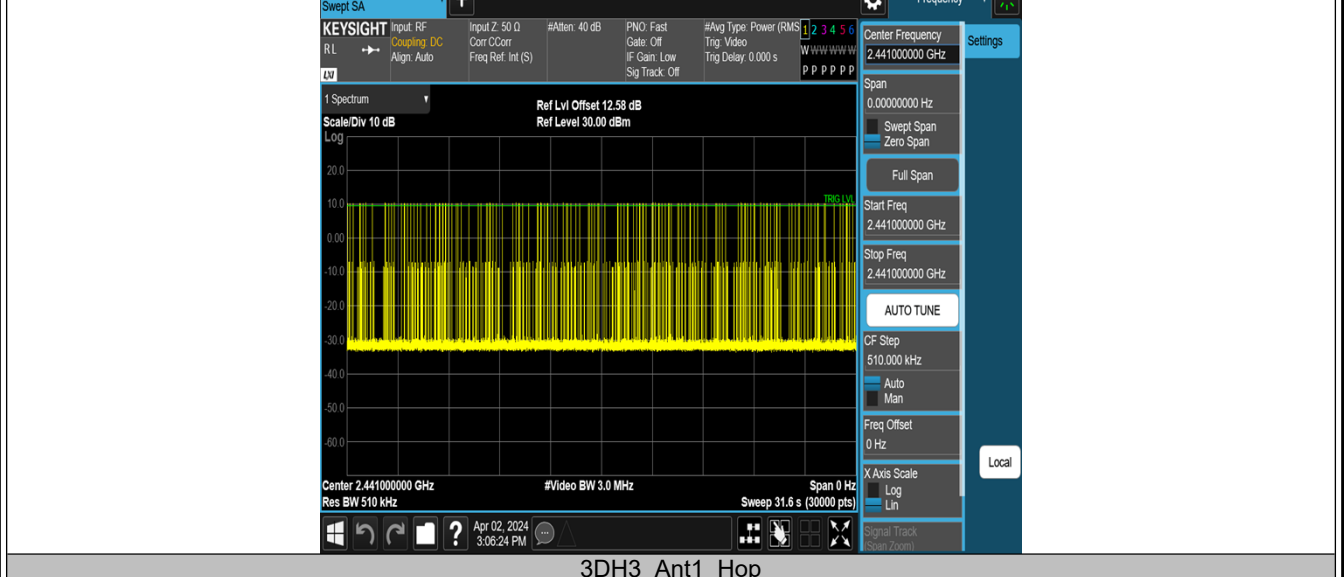 Swept SA
Frequency
KEYSIGHT
RL
LXI
Input: RF
Coupling: DC
Align: Auto
Input Z: 50 Ω
Corr CCorr
Freq Ref: Int (S)
#Atten: 40 dB
PNO: Fast
Gate: Off
IF Gain: Low
Sig Track: Off
#Avg Type: Power (RMS
Trig: Video
Trig Delay: 0.000 s
1 2 3 4 5 6
W W W W W W
P P P P P P
Center Frequency
2.441000000 GHz
Settings
Span
0.00000000 Hz
Swept Span
Zero Span
Full Span
Start Freq
2.441000000 GHz
Stop Freq
2.441000000 GHz
AUTO TUNE
CF Step
510.000 kHz
Auto
Man
Freq Offset
0 Hz
X Axis Scale
Log
Lin
Signal Track
(Span Zoom)
Local
1 Spectrum
Scale/Div 10 dB
Log
Ref Lvl Offset 12.58 dB
Ref Level 30.00 dBm
TRIG LVL
20.0
10.0
0.00
-10.0
-20.0
-30.0
-40.0
-50.0
-60.0
Center 2.441000000 GHz
Res BW 510 kHz
#Video BW 3.0 MHz
Span 0 Hz
Sweep 31.6 s (30000 pts)
?
Apr 02, 2024
3:06:24 PM
3DH3_Ant1_Hop